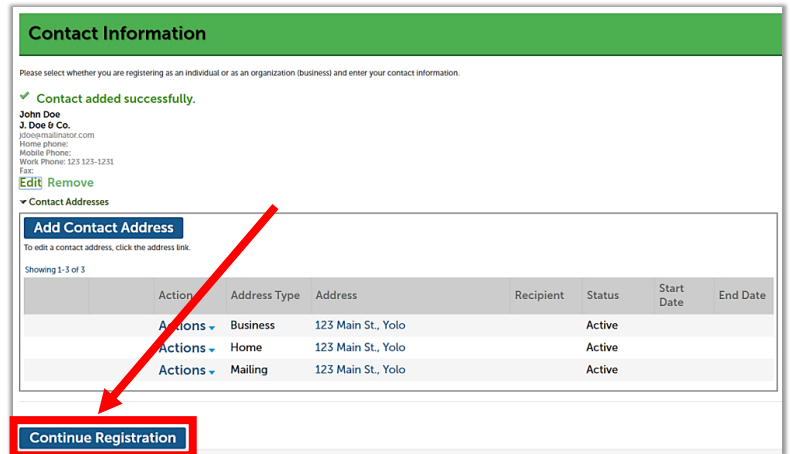 Contact Information
Please select whether you are registering as an individual or as an organization (business) and enter your contact information.
Contact added successfully.
John Doe
J. Doe & Co.
jdoe@mailinator.com
Home phone:
Mobile Phone:
Work Phone: 123 123-1231
Fax:
Edit Remove
Contact Addresses
Add Contact Address
To edit a contact address, click the address link.
Showing 1-3 of 3
Action Address Type Address Recipient Status Start Date End Date
Actions Business 123 Main St., Yolo Active
Actions Home 123 Main St., Yolo Active
Actions Mailing 123 Main St., Yolo Active
Continue Registration